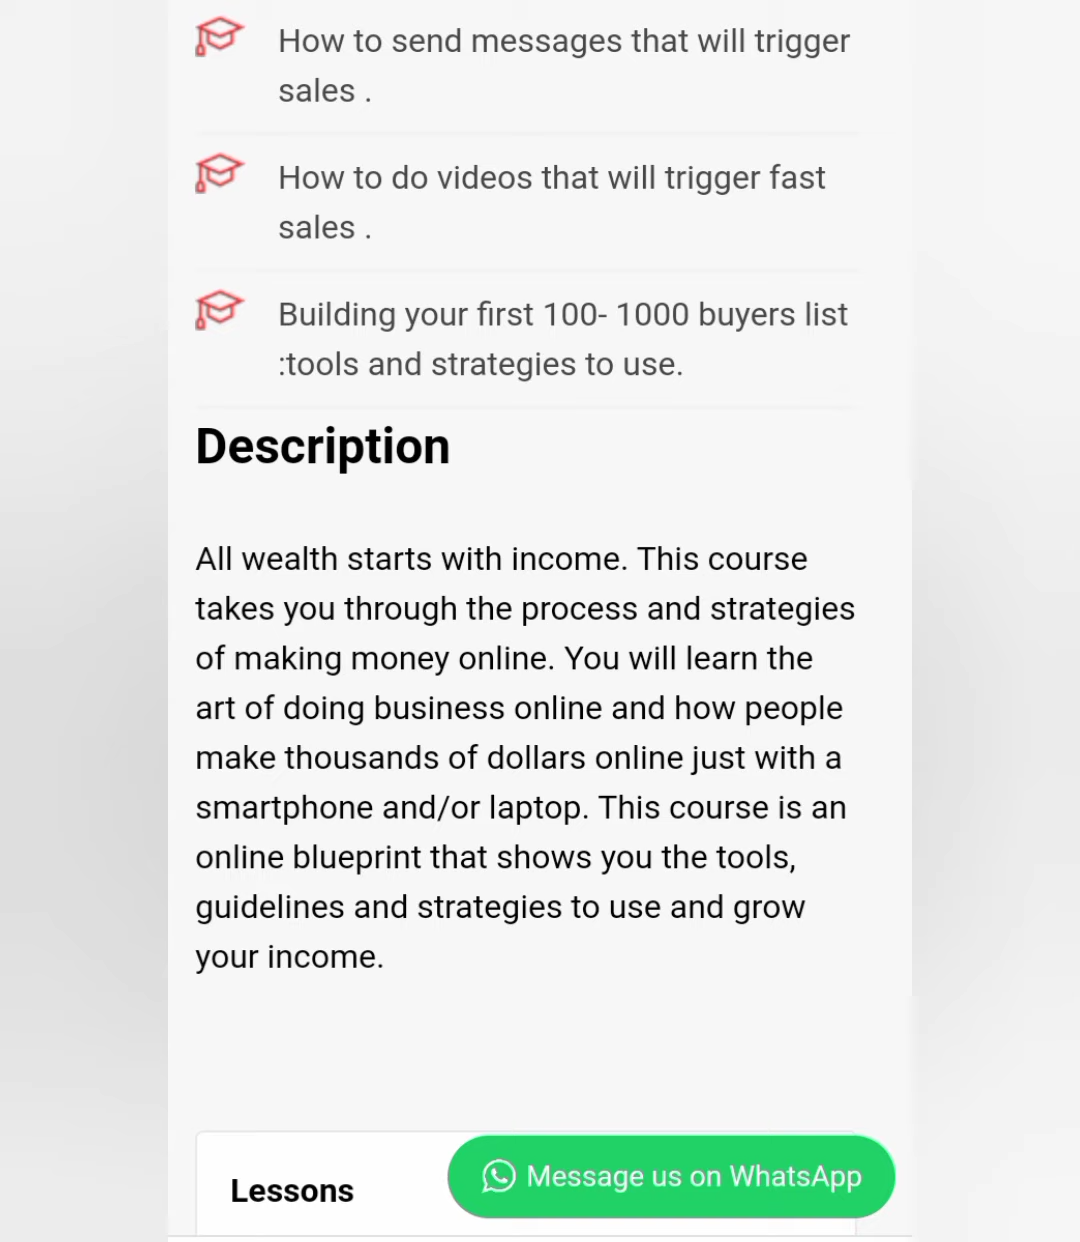 How to send messages that will trigger
sales .
How to do videos that will trigger fast
sales .
Building your first 100- 1000 buyers list
:tools and strategies to use.
Description
All wealth starts with income. This course
takes you through the process and strategies
of making money online. You will learn the
art of doing business online and how people
make thousands of dollars online just with a
smartphone and/or laptop. This course is an
online blueprint that shows you the tools,
guidelines and strategies to use and grow
your income.
Lessons
Message us on WhatsApp